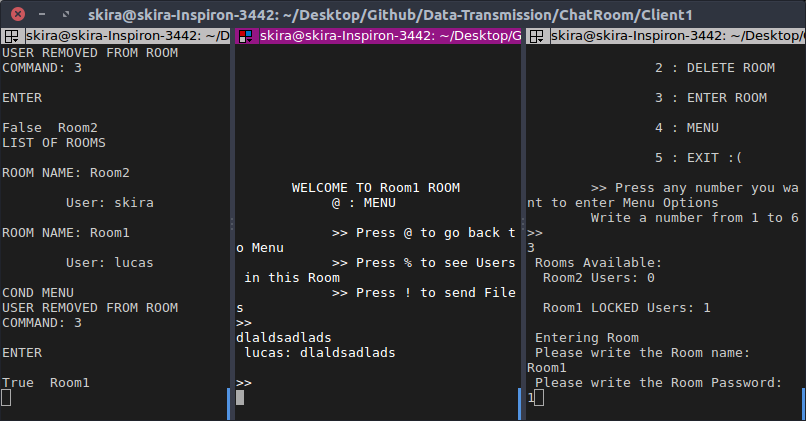 skira@skira-Inspiron-3442: ~/Desktop/Github/Data-Transmission/ChatRoom/Client1
skira@skira-Inspiron-3442: ~/D
USER REMOVED FROM ROOM
COMMAND: 3
ENTER
False  Room2
LIST OF ROOMS
ROOM NAME: Room2
User: skira
ROOM NAME: Room1
User: lucas
COND MENU
USER REMOVED FROM ROOM
COMMAND: 3
ENTER
True  Room1
skira@skira-Inspiron-3442: ~/Desktop/G
WELCOME TO Room1 ROOM
@ : MENU
>> Press @ to go back t
o Menu
>> Press % to see Users
in this Room
>> Press ! to send File
s
>>
dlaldsadlads
lucas: dlaldsadlads
>>
skira@skira-Inspiron-3442: ~/Desktop/
2 : DELETE ROOM
3 : ENTER ROOM
4 : MENU
5 : EXIT :(
>> Press any number you wa
nt to enter Menu Options
Write a number from 1 to 6
>>
3
Rooms Available:
Room2 Users: 0
Room1 LOCKED Users: 1
Entering Room
Please write the Room name:
Room1
Please write the Room Password:
1